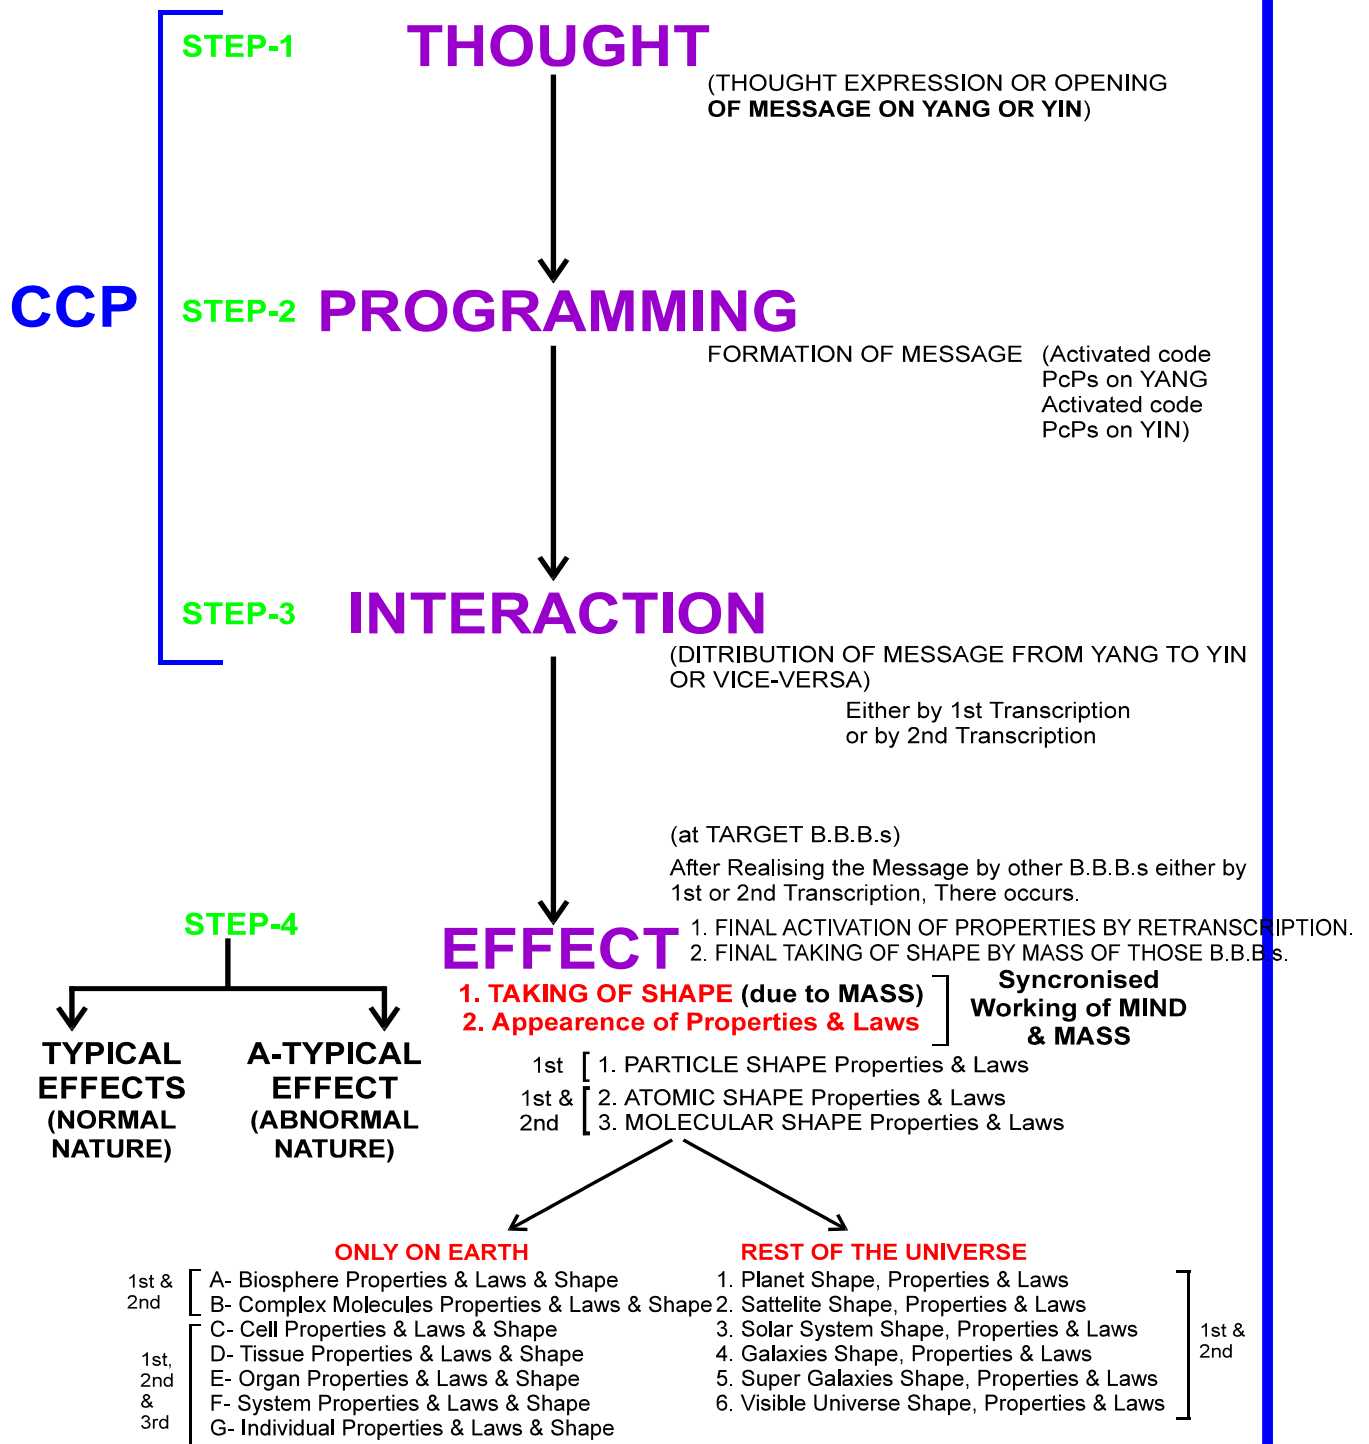 STEP-1
THOUGHT
(THOUGHT EXPRESSION OR OPENING
OF MESSAGE ON YANG OR YIN)
CCP
STEP-2
PROGRAMMING
FORMATION OF MESSAGE (Activated code
PcPs on YANG
Activated code
PcPs on YIN)
STEP-3
INTERACTION
(DITRIBUTION OF MESSAGE FROM YANG TO YIN
OR VICE-VERSA)
Either by 1st Transcription
or by 2nd Transcription
(at TARGET B.B.B.s)
After Realising the Message by other B.B.B.s either by
1st or 2nd Transcription, There occurs.
STEP-4
EFFECT
1. FINAL ACTIVATION OF PROPERTIES BY RETRANSCRIPTION.
2. FINAL TAKING OF SHAPE BY MASS OF THOSE B.B.B.s.
1. TAKING OF SHAPE (due to MASS)
2. Appearence of Properties & Laws
Syncronised
Working of MIND
& MASS
TYPICAL
EFFECTS
(NORMAL
NATURE)
A-TYPICAL
EFFECT
(ABNORMAL
NATURE)
1st
1. PARTICLE SHAPE Properties & Laws
1st &
2nd
2. ATOMIC SHAPE Properties & Laws
3. MOLECULAR SHAPE Properties & Laws
ONLY ON EARTH
1st &
2nd
A- Biosphere Properties & Laws & Shape
B- Complex Molecules Properties & Laws & Shape
1st,
2nd
&
3rd
C- Cell Properties & Laws & Shape
D- Tissue Properties & Laws & Shape
E- Organ Properties & Laws & Shape
F- System Properties & Laws & Shape
G- Individual Properties & Laws & Shape
REST OF THE UNIVERSE
1. Planet Shape, Properties & Laws
2. Sattelite Shape, Properties & Laws
3. Solar System Shape, Properties & Laws
4. Galaxies Shape, Properties & Laws
5. Super Galaxies Shape, Properties & Laws
6. Visible Universe Shape, Properties & Laws
1st &
2nd